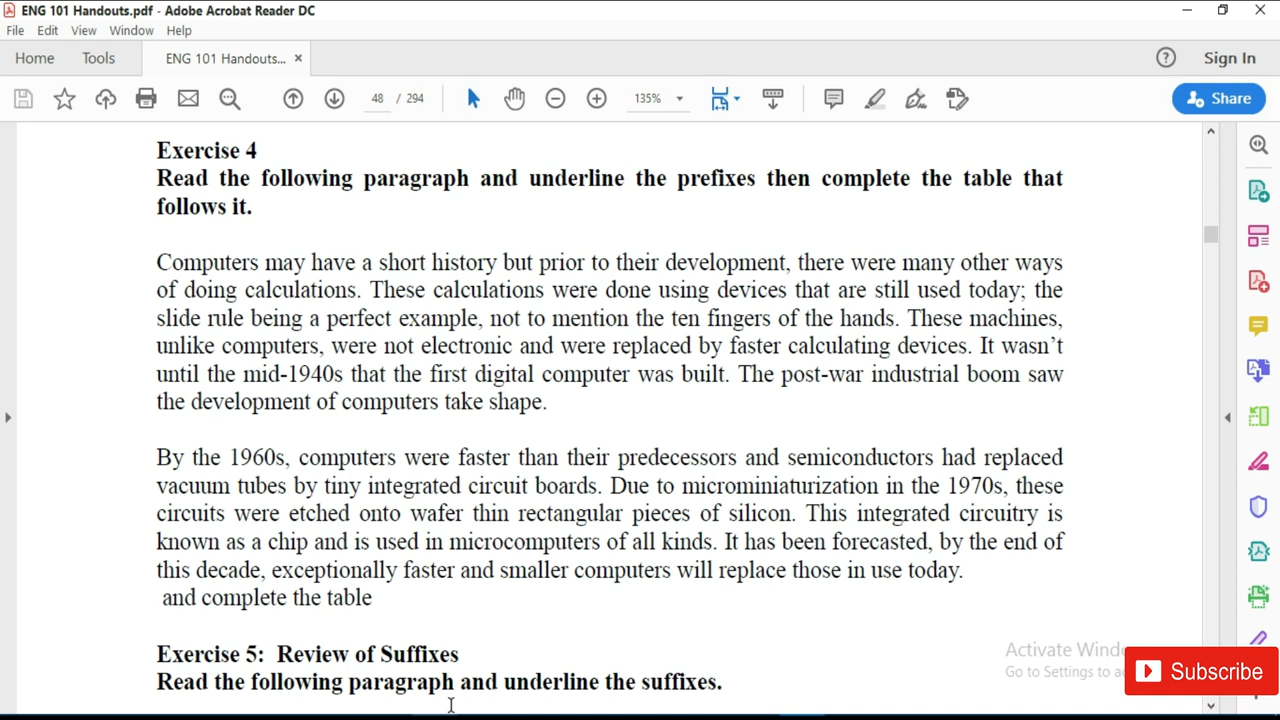 ENG 101 Handouts.pdf - Adobe Acrobat Reader DC
File Edit View Window Help
Home Tools ENG 101 Handouts... × Sign In
48 / 294 135% Share
Exercise 4
Read the following paragraph and underline the prefixes then complete the table that
follows it.
Computers may have a short history but prior to their development, there were many other ways
of doing calculations. These calculations were done using devices that are still used today; the
slide rule being a perfect example, not to mention the ten fingers of the hands. These machines,
unlike computers, were not electronic and were replaced by faster calculating devices. It wasn’t
until the mid-1940s that the first digital computer was built. The post-war industrial boom saw
the development of computers take shape.
By the 1960s, computers were faster than their predecessors and semiconductors had replaced
vacuum tubes by tiny integrated circuit boards. Due to microminiaturization in the 1970s, these
circuits were etched onto wafer thin rectangular pieces of silicon. This integrated circuitry is
known as a chip and is used in microcomputers of all kinds. It has been forecasted, by the end of
this decade, exceptionally faster and smaller computers will replace those in use today.
and complete the table
Exercise 5: Review of Suffixes
Read the following paragraph and underline the suffixes.
Activate Windo
Go to Settings to a
Subscribe